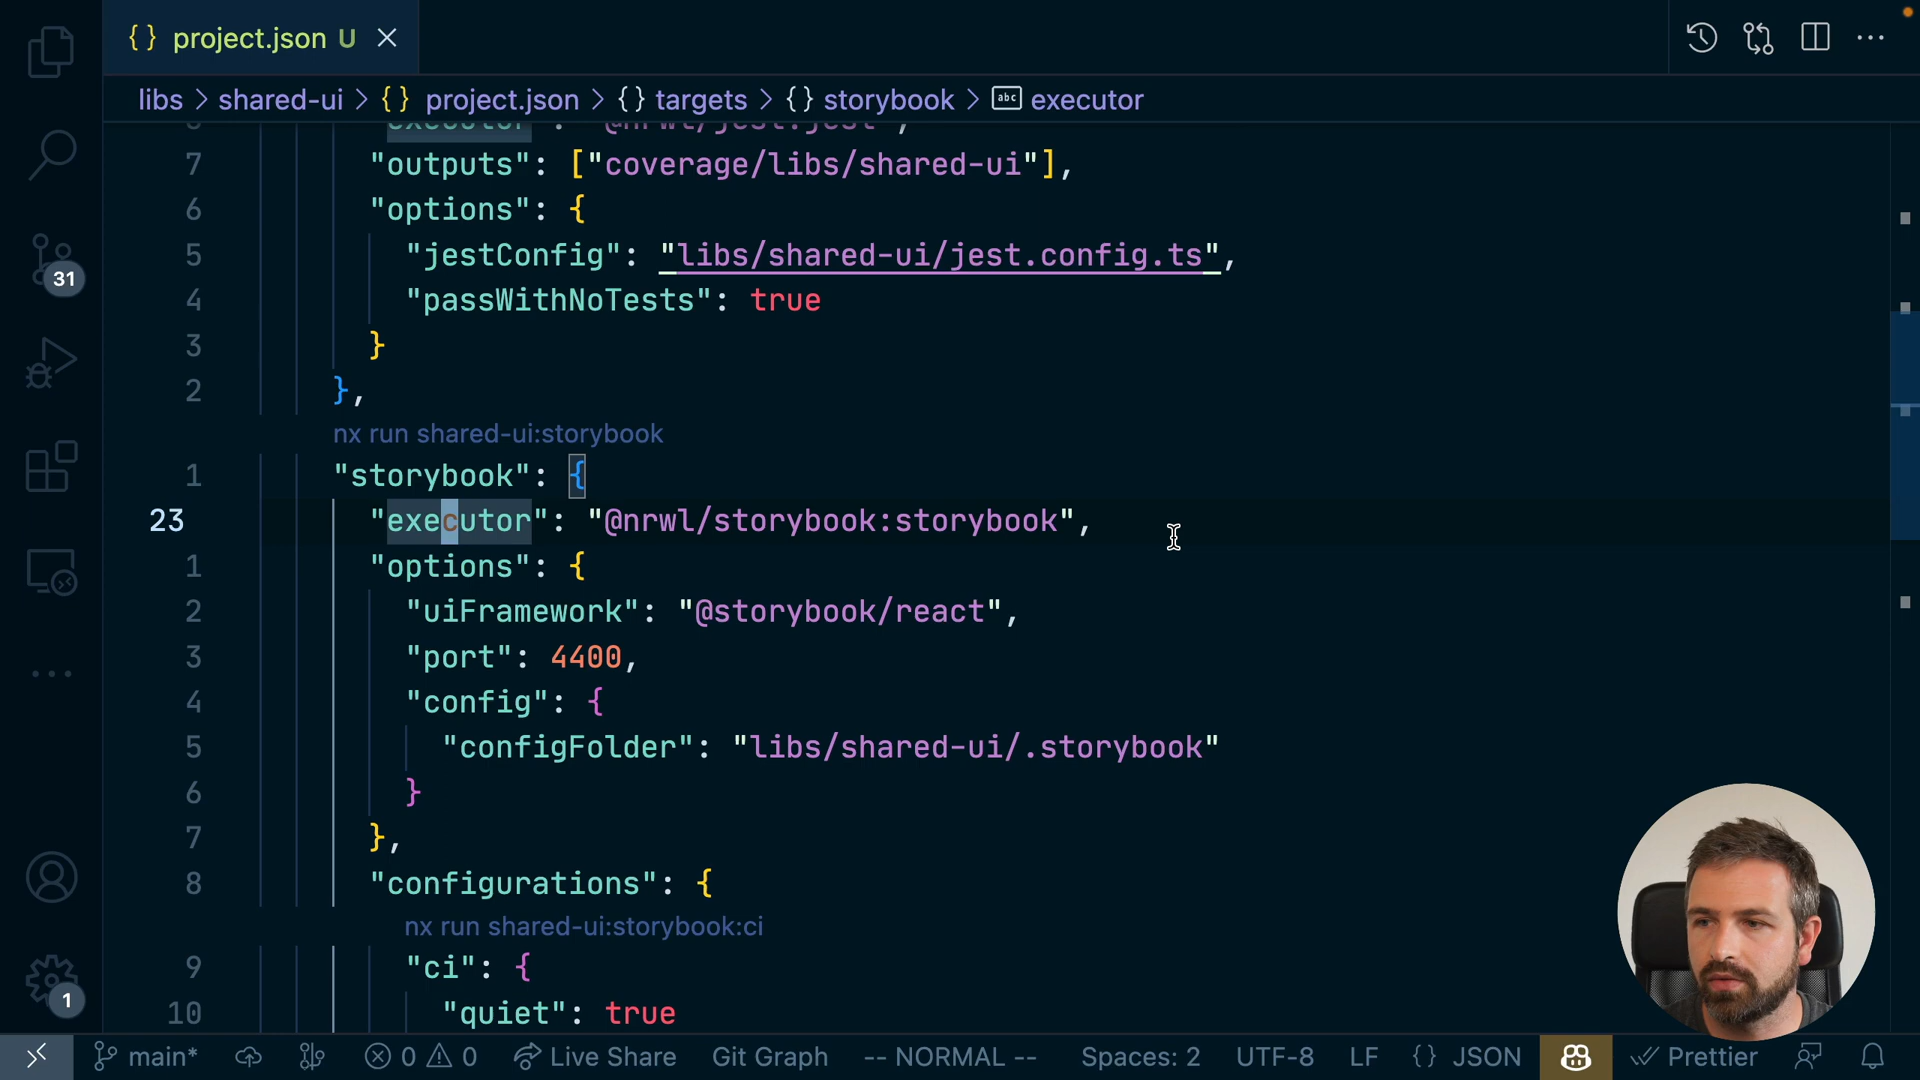 {} project.json U
libs > shared-ui > {} project.json > {} targets > {} storybook > abc executor
"executor": "@nrwl/jest:jest",
7 "outputs": ["coverage/libs/shared-ui"],
6 "options": {
5 "jestConfig": "libs/shared-ui/jest.config.ts",
4 "passWithNoTests": true
3 }
2 },
nx run shared-ui:storybook
1 "storybook": {
23 "executor": "@nrwl/storybook:storybook",
1 "options": {
2 "uiFramework": "@storybook/react",
3 "port": 4400,
4 "config": {
5 "configFolder": "libs/shared-ui/.storybook"
6 }
7 },
8 "configurations": {
nx run shared-ui:storybook:ci
9 "ci": {
10 "quiet": true
31
1
main* 0 0 Live Share Git Graph -- NORMAL -- Spaces: 2 UTF-8 LF {} JSON Prettier